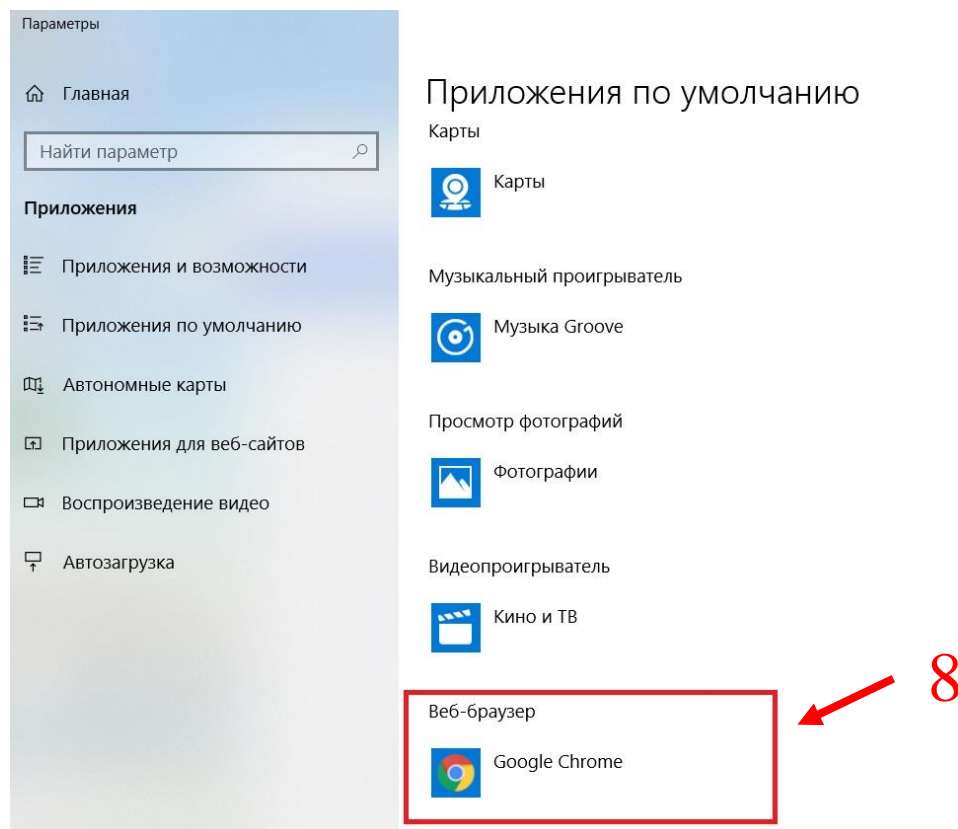 Параметры
Главная
Найти параметр
Приложения
Приложения и возможности
Приложения по умолчанию
Автономные карты
Приложения для веб-сайтов
Воспроизведение видео
Автозагрузка
Приложения по умолчанию
Карты
Карты
Музыкальный проигрыватель
Музыка Groove
Просмотр фотографий
Фотографии
Видеопроигрыватель
Кино и ТВ
Веб-браузер
Google Chrome
8